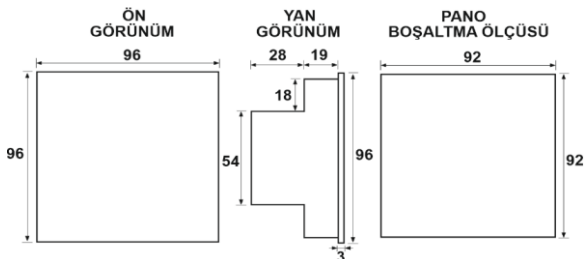 ÖN
GÖRÜNÜM
96
96
YAN
GÖRÜNÜM
28
19
18
54
96
3
PANO
BOŞALTMA ÖLÇÜSÜ
92
92